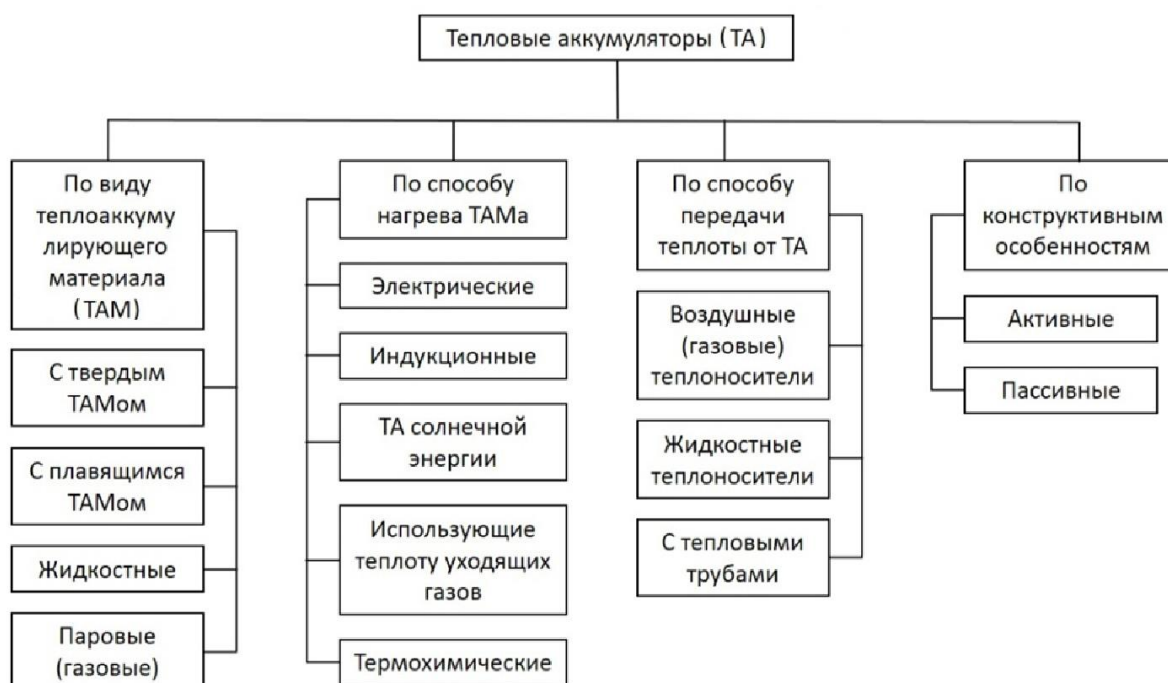 Тепловые аккумуляторы (ТА)
По виду
теплоаккуму
лирующего
материала
(ТАМ)
С твердым
ТАМом
С плавящимся
ТАМом
Жидкостные
Паровые
(газовые)
По способу
нагрева ТАМа
Электрические
Индукционные
ТА солнечной
энергии
Использующие
теплоту уходящих
газов
Термохимические
По способу
передачи
теплоты от ТА
Воздушные
(газовые)
теплоносители
Жидкостные
теплоносители
С тепловыми
трубами
По
конструктивным
особенностям
Активные
Пассивные